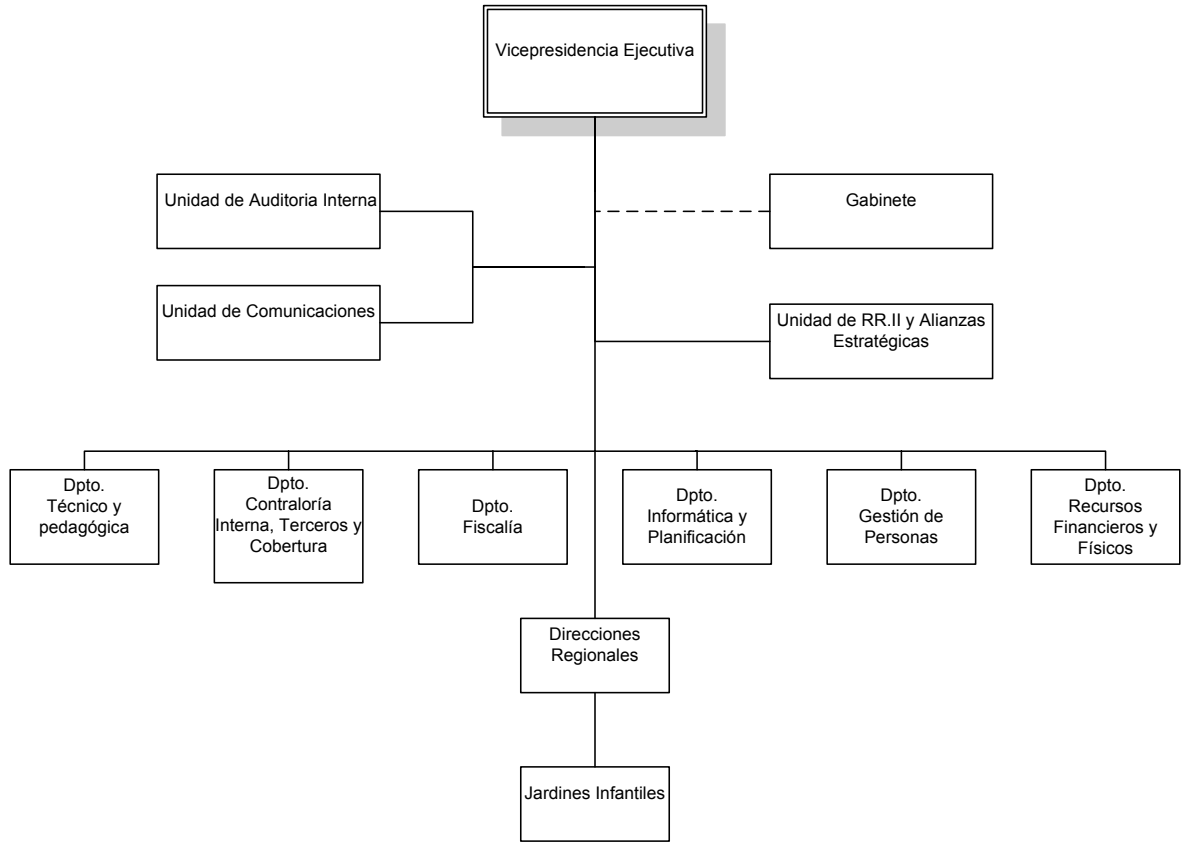 Vicepresidencia Ejecutiva
Unidad de Auditoria Interna
Gabinete
Unidad de Comunicaciones
Unidad de RR.II y Alianzas
Estratégicas
Dpto.
Técnico y
pedagógica
Dpto.
Contraloría
Interna, Terceros y
Cobertura
Dpto.
Fiscalía
Dpto.
Informática y
Planificación
Dpto.
Gestión de
Personas
Dpto.
Recursos
Financieros y
Físicos
Direcciones
Regionales
Jardines Infantiles